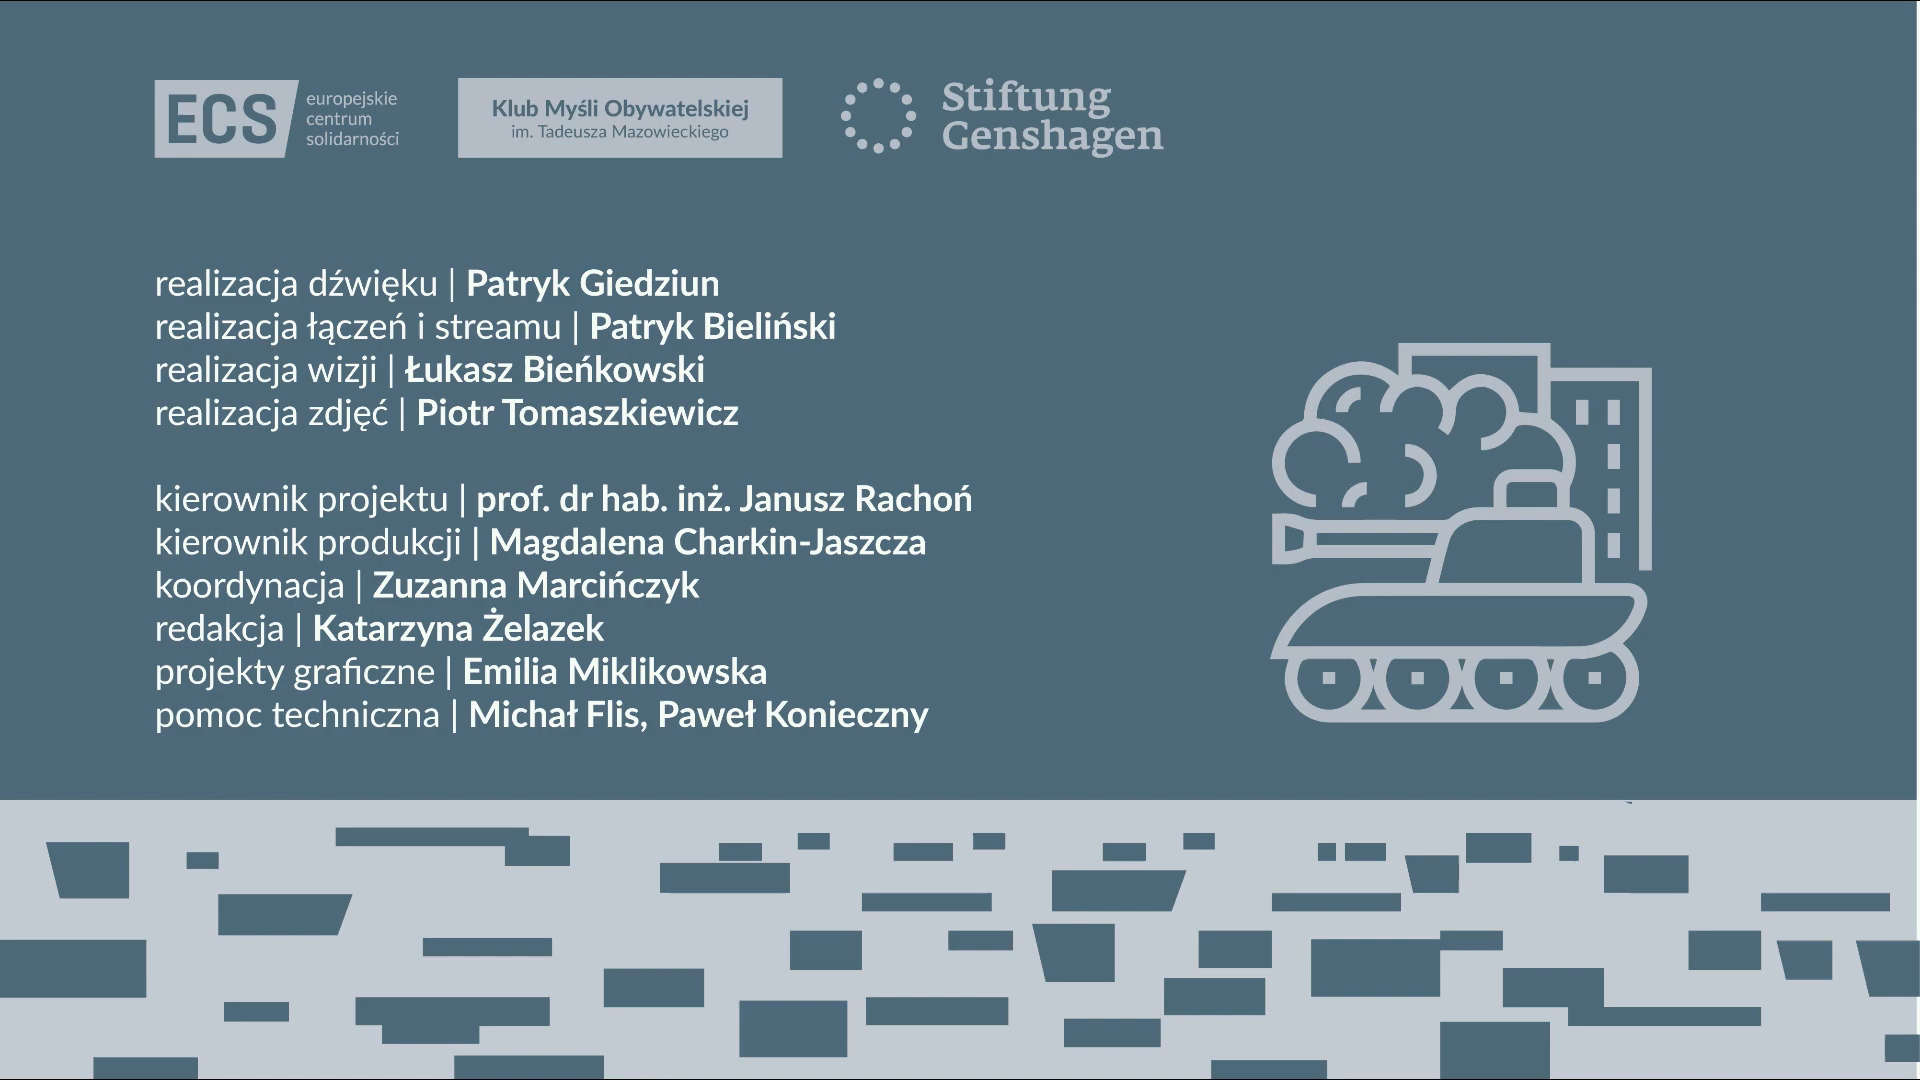 ECS
europejskie
centrum
solidarności
Klub Myśli Obywatelskiej
im. Tadeusza Mazowieckiego
Stiftung
Genshagen
realizacja dźwięku | Patryk Giedziun
realizacja łączeń i streamu | Patryk Bieliński
realizacja wizji | Łukasz Bieńkowski
realizacja zdjęć | Piotr Tomaszkiewicz
kierownik projektu | prof. dr hab. inż. Janusz Rachoń
kierownik produkcji | Magdalena Charkin-Jaszcza
koordynacja | Zuzanna Marcińczyk
redakcja | Katarzyna Żelazek
projekty graficzne | Emilia Miklikowska
pomoc techniczna | Michał Flis, Paweł Konieczny